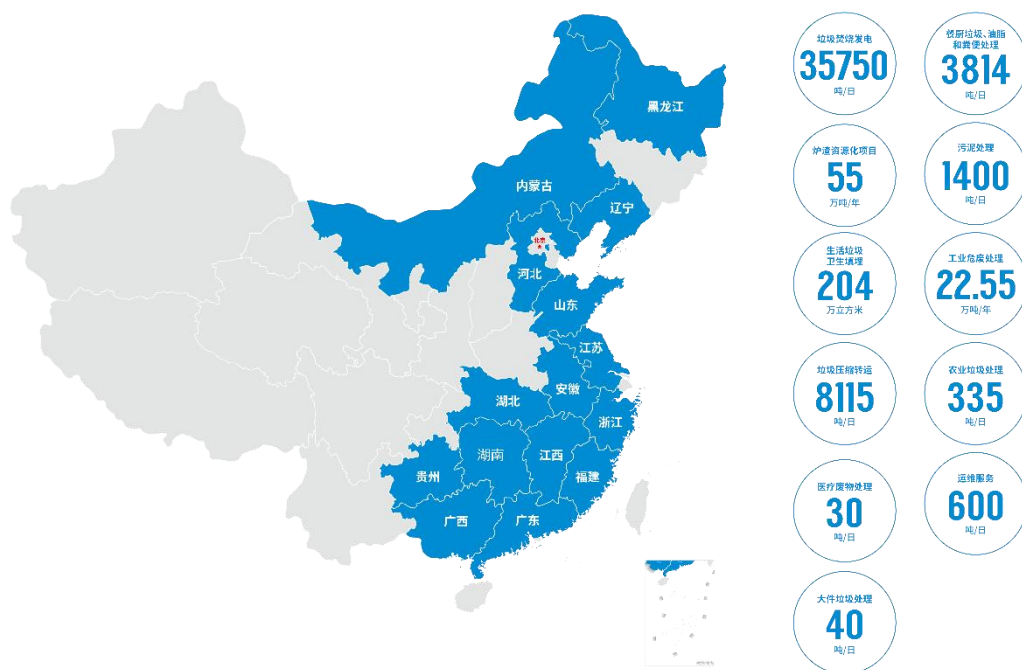 黑龙江
内蒙古
辽宁
北京
河北
山东
江苏
安徽
湖北
浙江
湖南
江西
贵州
福建
广西
广东
垃圾焚烧发电
35750
吨/日
餐厨垃圾、油脂
和粪便处理
3814
吨/日
炉渣资源化项目
55
万吨/年
污泥处理
1400
吨/日
生活垃圾
卫生填埋
204
万立方米
工业危废处理
22.55
万吨/年
垃圾压缩转运
8115
吨/日
农业垃圾处理
335
吨/日
医疗废物处理
30
吨/日
运维服务
600
吨/日
大件垃圾处理
40
吨/日